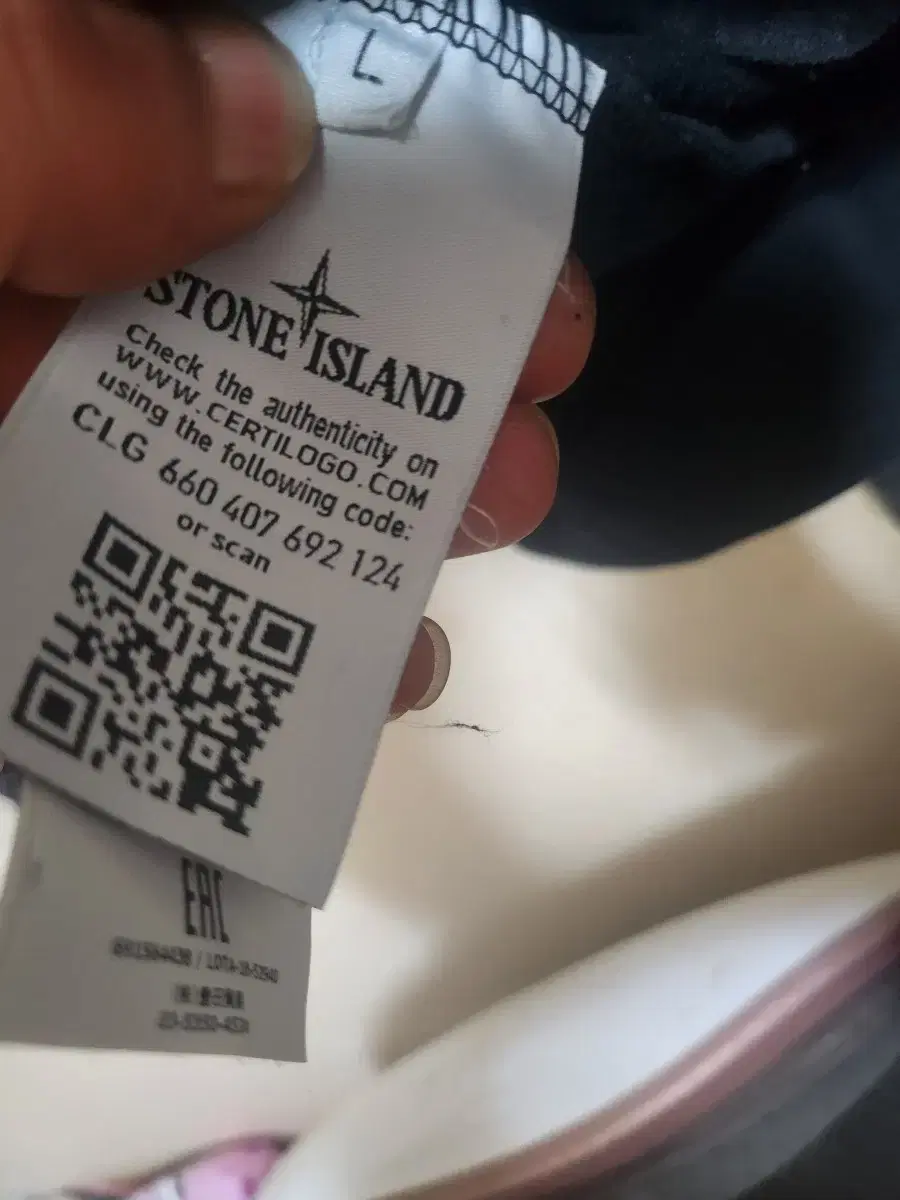 L
STONE ISLAND
Check the authenticity on
WWW.CERTILOGO.COM
using the following code:
CLG 660 407 692 124
or scan
EAC